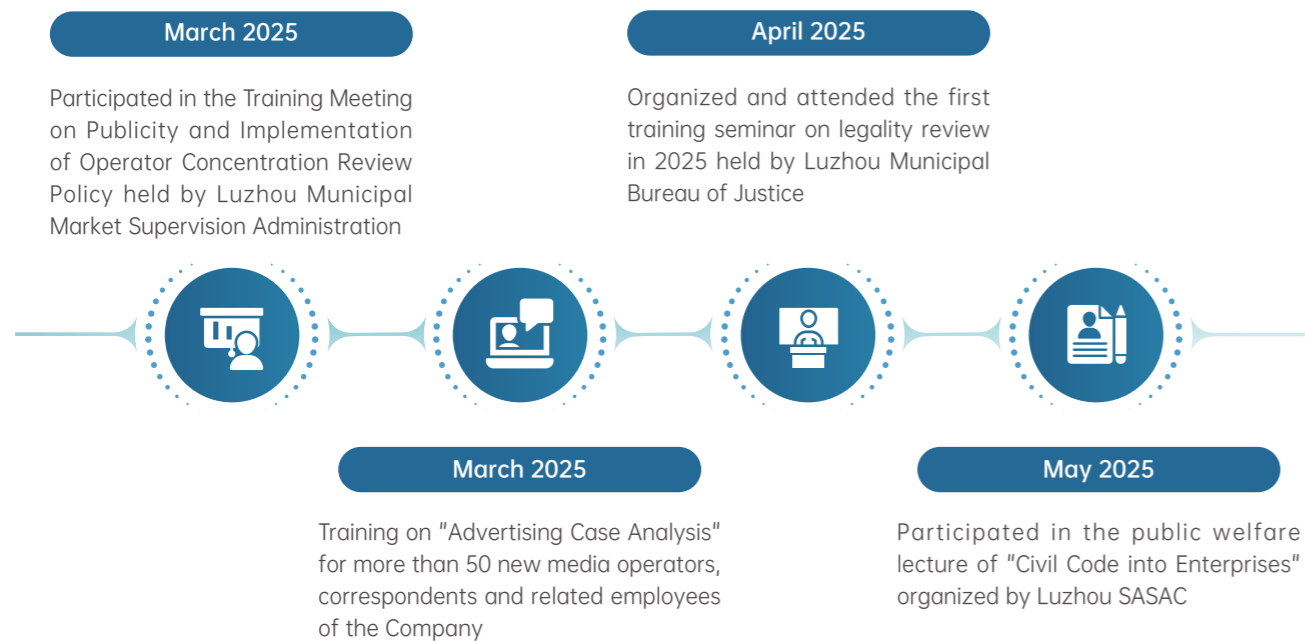 March 2025
Participated in the Training Meeting
on Publicity and Implementation
of Operator Concentration Review
Policy held by Luzhou Municipal
Market Supervision Administration
April 2025
Organized and attended the first
training seminar on legality review
in 2025 held by Luzhou Municipal
Bureau of Justice
March 2025
Training on "Advertising Case Analysis"
for more than 50 new media operators,
correspondents and related employees
of the Company
May 2025
Participated in the public welfare
lecture of "Civil Code into Enterprises"
organized by Luzhou SASAC